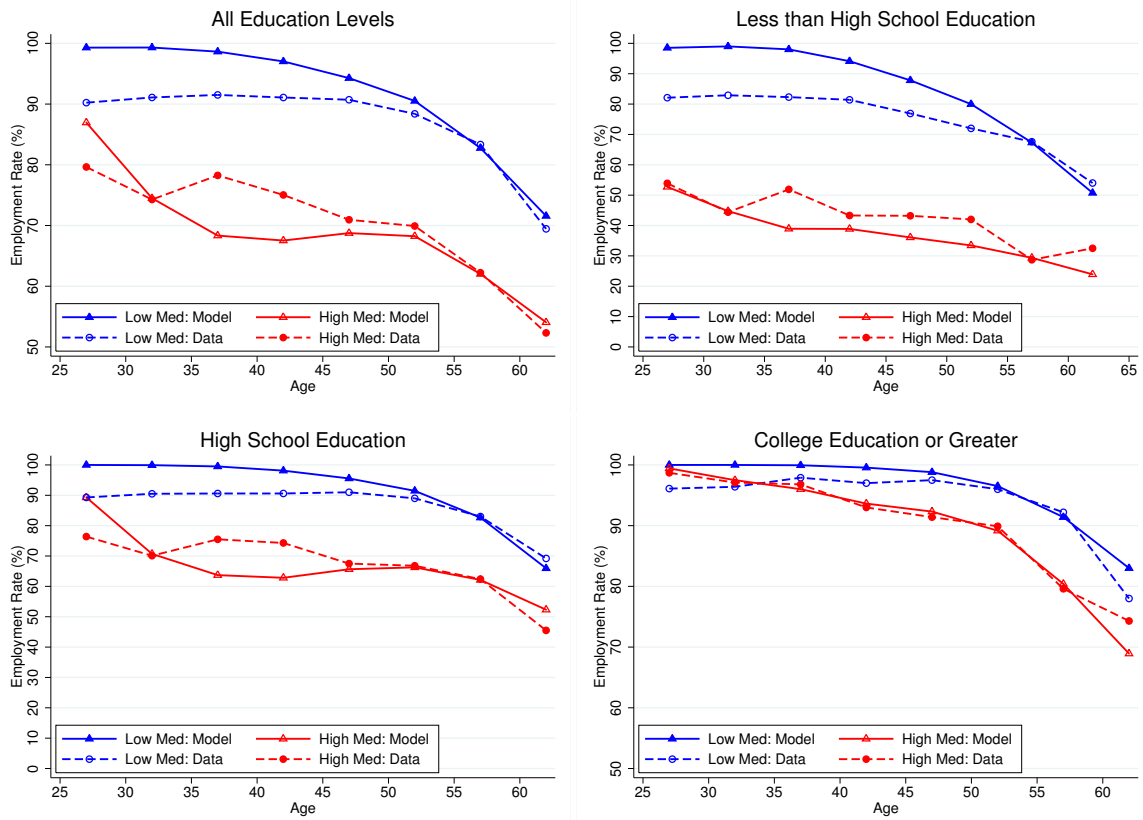 All Education Levels
Employment Rate (%)
100
90
80
70
60
50
Low Med: Model High Med: Model
Low Med: Data High Med: Data
25 30 35 40 45 50 55 60
Age
Less than High School Education
Employment Rate (%)
100
90
80
70
60
50
40
30
20
10
0
Low Med: Model High Med: Model
Low Med: Data High Med: Data
25 30 35 40 45 50 55 60 65
Age
High School Education
Employment Rate (%)
100
90
80
70
60
50
40
30
20
10
0
Low Med: Model High Med: Model
Low Med: Data High Med: Data
25 30 35 40 45 50 55 60
Age
College Education or Greater
Employment Rate (%)
100
90
80
70
60
50
Low Med: Model High Med: Model
Low Med: Data High Med: Data
25 30 35 40 45 50 55 60
Age